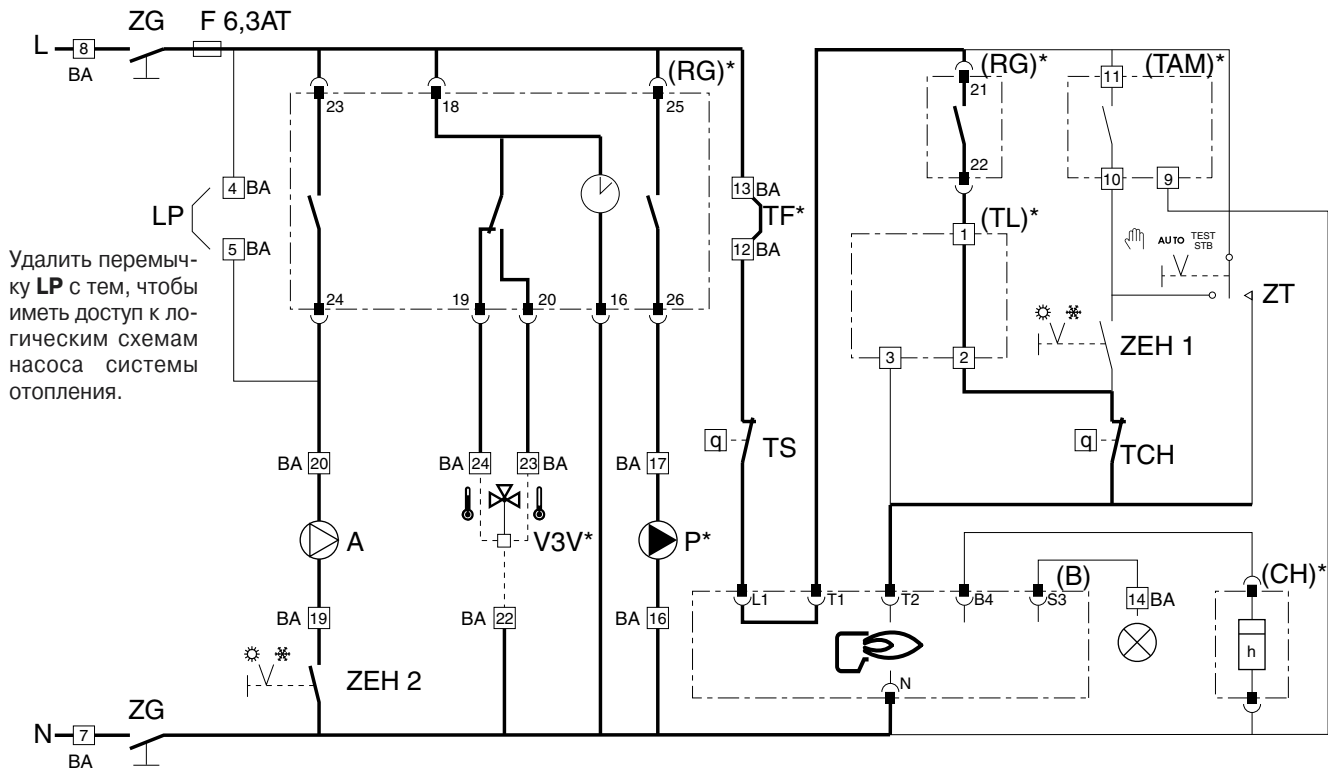 ZG F 6,3AT
L 8
BA
(RG)* (RG)* (TAM)*
23 18 25 21 11
4 BA 13 BA 22 10 9
LP TF* (TL)*
5 BA 12 BA 1 AUTO TEST STB
Удалить перемыч-
ку LP с тем, чтобы
иметь доступ к ло-
гическим схемам
насоса системы
отопления.
24 19 20 16 26 ZT
ZEH 1
3 2
q TS q TCH
BA 20 BA 24 23 BA BA 17
A V3V* P*
(B) (CH)*
L1 T1 T2 B4 S3 14 BA
BA 19 BA 22 BA 16
h
ZEH 2 N
ZG
N 7
BA